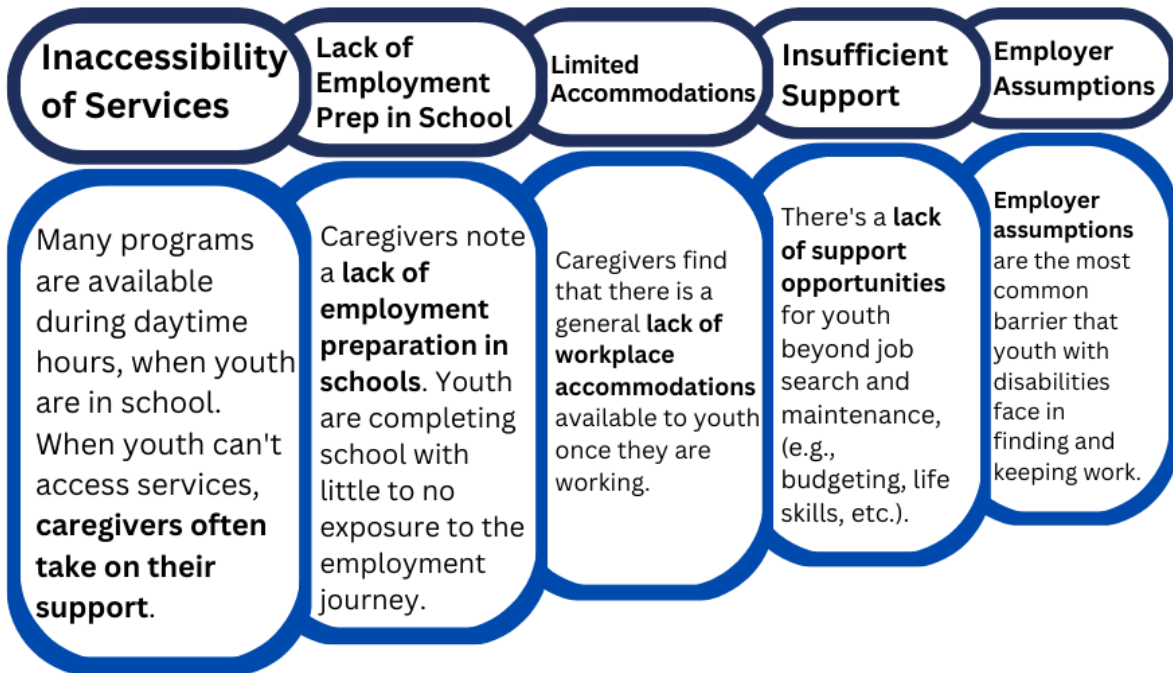 Inaccessibility
of Services
Lack of
Employment
Prep in School
Limited
Accommodations
Insufficient
Support
Employer
Assumptions
Many programs
are available
during daytime
hours, when youth
are in school.
When youth can't
access services,
caregivers often
take on their
support.
Caregivers note
a lack of
employment
preparation in
schools. Youth
are completing
school with
little to no
exposure to the
employment
journey.
Caregivers find
that there is a
general lack of
workplace
accommodations
available to youth
once they are
working.
There's a lack
of support
opportunities
for youth
beyond job
search and
maintenance,
(e.g.,
budgeting, life
skills, etc.).
Employer
assumptions
are the most
common
barrier that
youth with
disabilities
face in
finding and
keeping work.